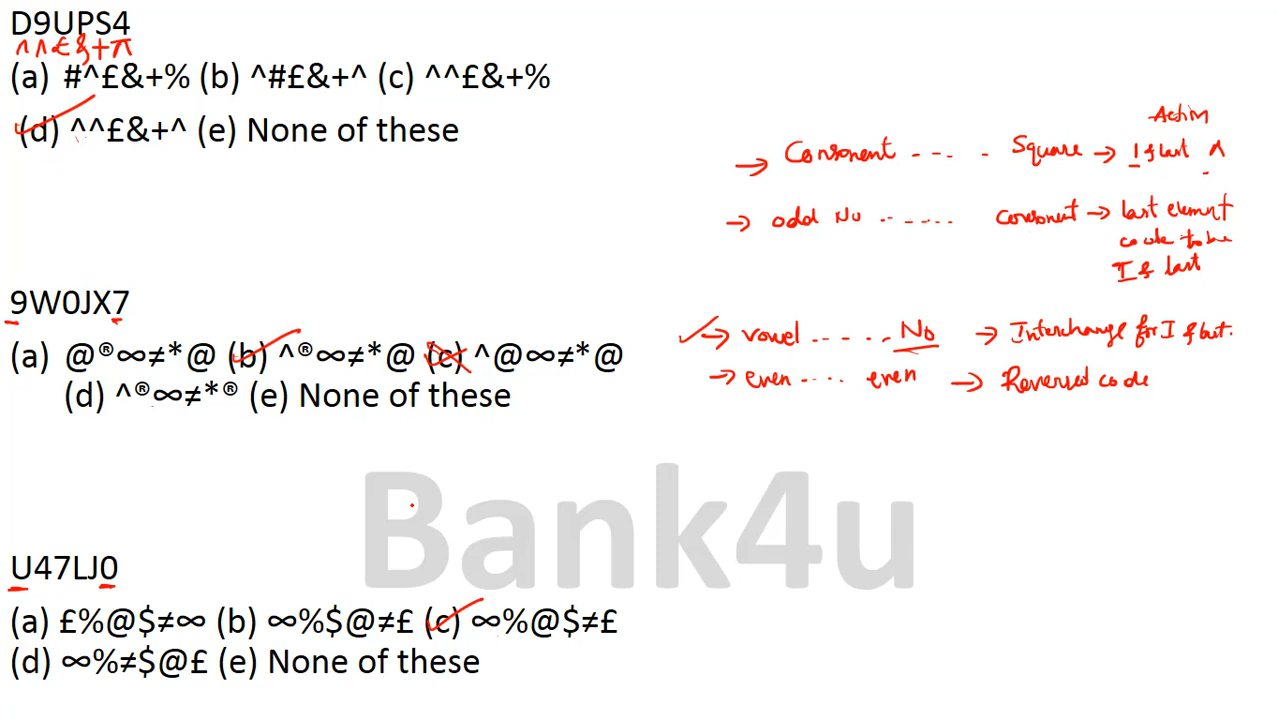 D9UPS4
^^£&+π
(a) #^£&+% (b) ^#£&+^ (c) ^^£&+%
(d) ^^£&+^ (e) None of these
Action
→ Consonent ... . Square → I & last ^
→ odd No ....... consonent → last element
code to be
I & last
9W0JX7
(a) @®∞≠*@ (b) ^®∞≠*@ (c) ^@∞≠*@
(d) ^®∞≠*® (e) None of these
→ vowel ...... No → Interchange for I & last.
→ even .... even → Reversed code
Bank4u
U47LJ0
(a) £%@$≠∞ (b) ∞%$@≠£ (c) ∞%@$≠£
(d) ∞%≠$@£ (e) None of these